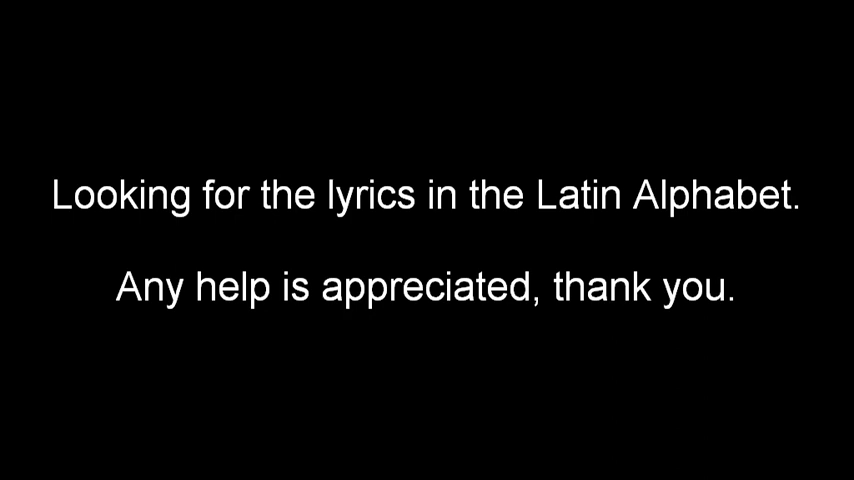 Looking for the lyrics in the Latin Alphabet.
Any help is appreciated, thank you.